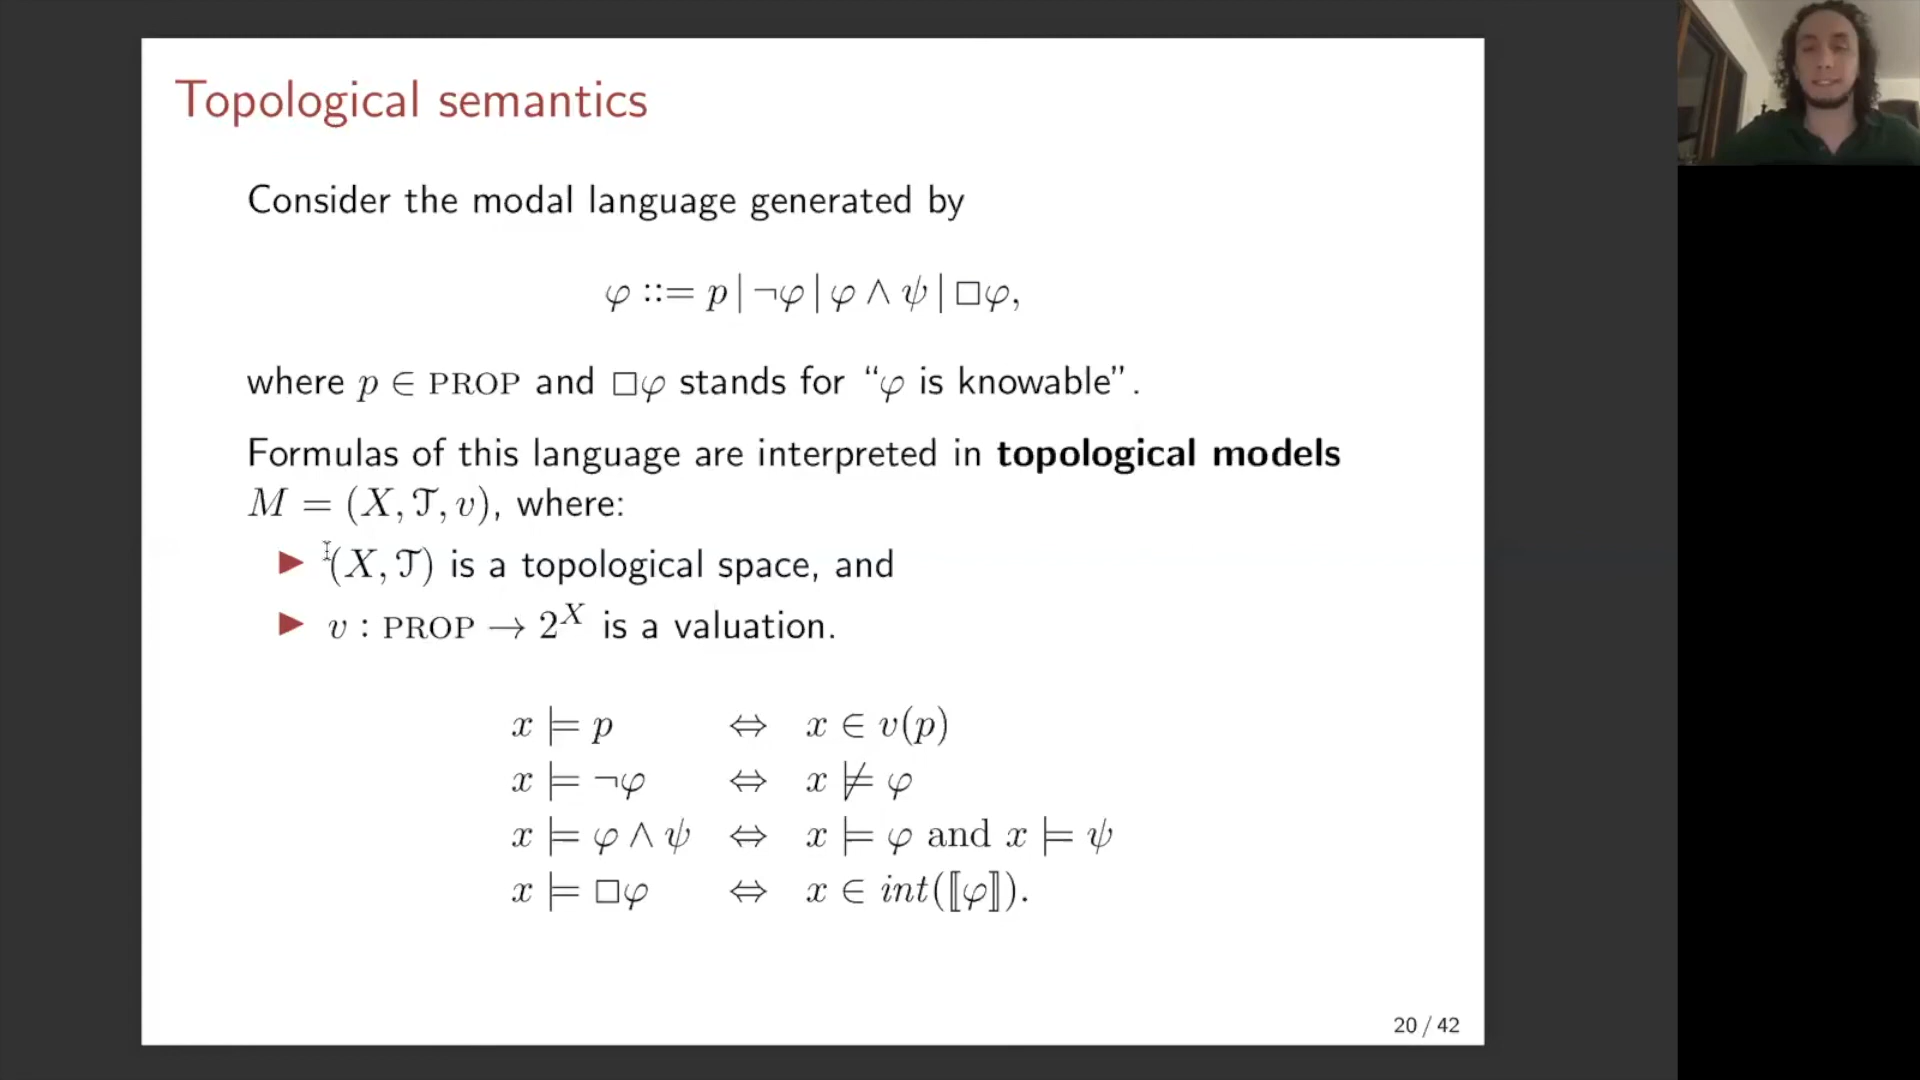 Topological semantics
Consider the modal language generated by
φ ::= p | ¬φ | φ ∧ ψ | □φ,
where p ∈ PROP and □φ stands for “φ is knowable”.
Formulas of this language are interpreted in topological models
M = (X, 𝒯, v), where:
▶ (X, 𝒯) is a topological space, and
▶ v : PROP → 2^X is a valuation.
x ⊨ p ⇔ x ∈ v(p)
x ⊨ ¬φ ⇔ x ⊭ φ
x ⊨ φ ∧ ψ ⇔ x ⊨ φ and x ⊨ ψ
x ⊨ □φ ⇔ x ∈ int(⟦φ⟧).
20 / 42